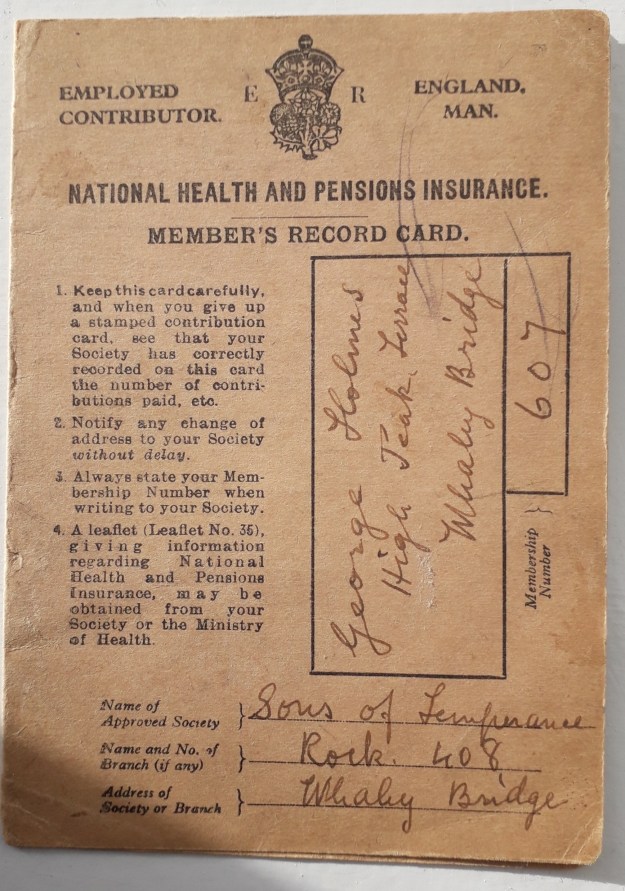 EMPLOYED
CONTRIBUTOR.
E R
ENGLAND.
MAN.
NATIONAL HEALTH AND PENSIONS INSURANCE.
MEMBER'S RECORD CARD.
1. Keep this card carefully,
and when you give up
a stamped contribution
card, see that your
Society has correctly
recorded on this card
the number of contri-
butions paid, etc.
2. Notify any change of
address to your Society
without delay.
3. Always state your Mem-
bership Number when
writing to your Society.
4. A leaflet (Leaflet No. 35),
giving information
regarding National
Health and Pensions
Insurance, may be
obtained from your
Society or the Ministry
of Health.
George Holmes
High Peak Terrace
Whaley Bridge
607
Membership
Number }
Name of
Approved Society } Sons of Temperance
Name and No. of
Branch (if any) } Rock. 408
Address of
Society or Branch } Whaley Bridge